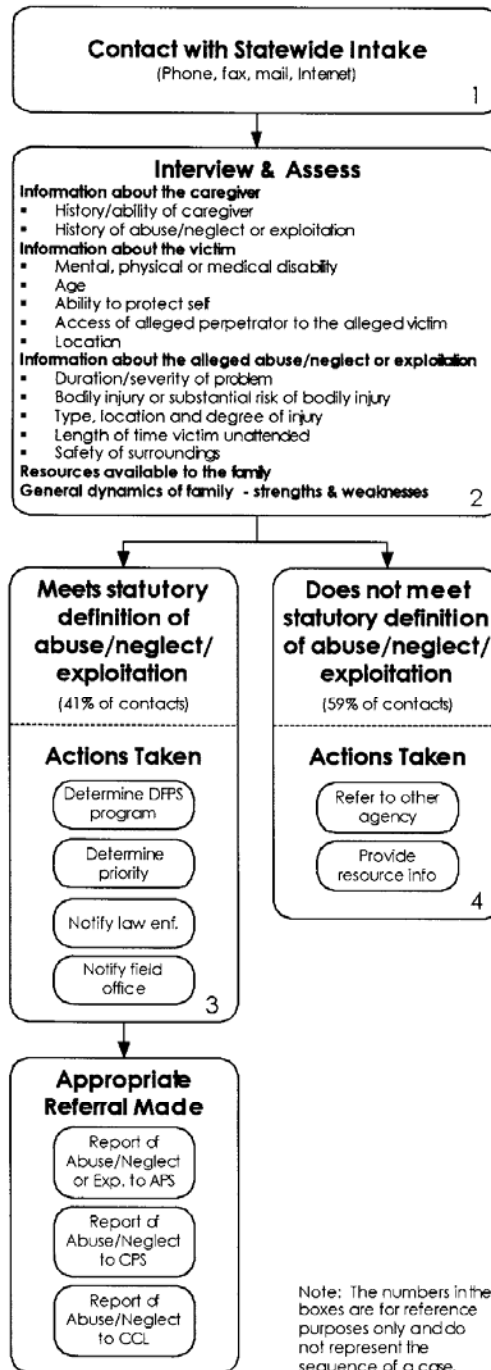 Contact with Statewide Intake
(Phone, fax, mail, Internet)
1
Interview & Assess
Information about the caregiver
▪ History/ability of caregiver
▪ History of abuse/neglect or exploitation
Information about the victim
▪ Mental, physical or medical disability
▪ Age
▪ Ability to protect self
▪ Access of alleged perpetrator to the alleged victim
▪ Location
Information about the alleged abuse/neglect or exploitation
▪ Duration/severity of problem
▪ Bodily injury or substantial risk of bodily injury
▪ Type, location and degree of injury
▪ Length of time victim unattended
▪ Safety of surroundings
Resources available to the family
General dynamics of family - strengths & weaknesses
2
Meets statutory
definition of
abuse/neglect/
exploitation
(41% of contacts)
Actions Taken
Determine DFPS
program
Determine
priority
Notify law enf.
Notify field
office
3
Does not meet
statutory definition
of abuse/neglect/
exploitation
(59% of contacts)
Actions Taken
Refer to other
agency
Provide
resource info
4
Appropriate
Referral Made
Report of
Abuse/Neglect
or Exp. to APS
Report of
Abuse/Neglect
to CPS
Report of
Abuse/Neglect
to CCL
Note: The numbers in the
boxes are for reference
purposes only and do
not represent the
sequence of a case.